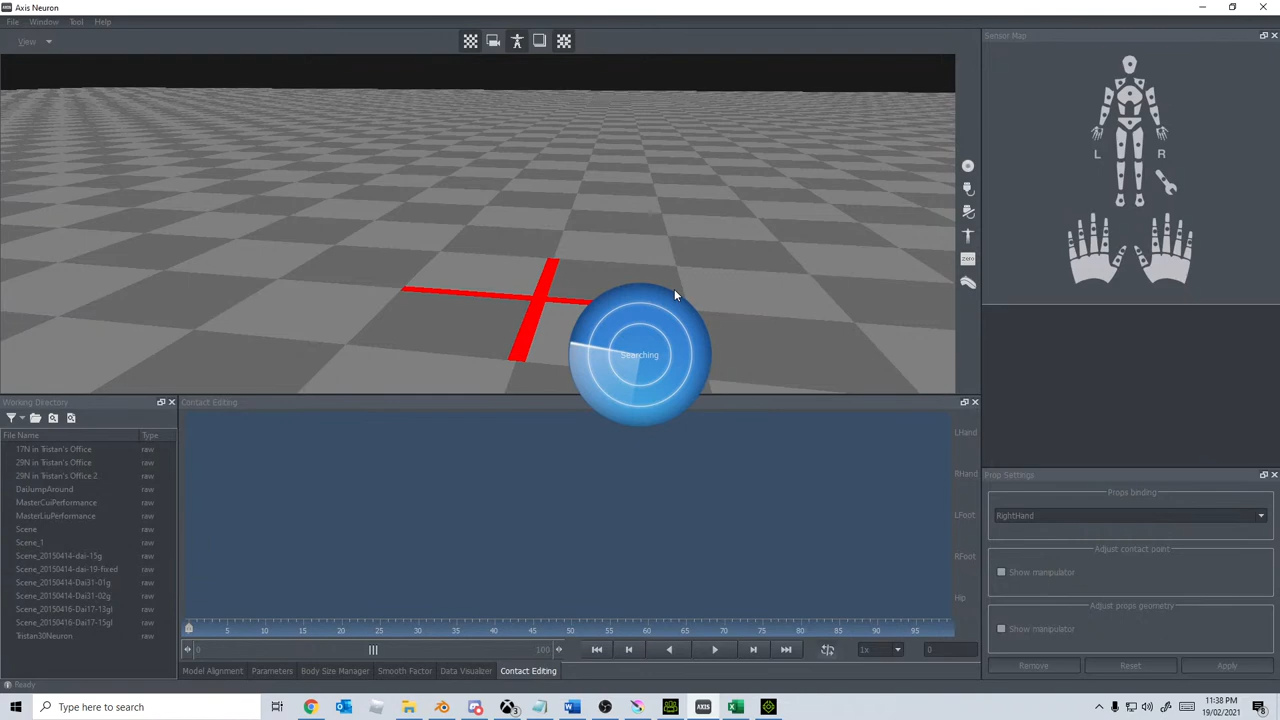 Axis Neuron
File Window Tool Help
View
Sensor Map
L R
ZERO
Searching
Working Directory
Contact Editing
File Name Type
17N in Tristan's Office raw
29N in Tristan's Office raw
29N in Tristan's Office 2 raw
DaiJumpAround raw
MasterCuiPerformance raw
MasterLiuPerformance raw
Scene raw
Scene_1 raw
Scene_20150414-dai-15g raw
Scene_20150414-dai-19-fixed raw
Scene_20150414-Dai31-01g raw
Scene_20150414-Dai31-02g raw
Scene_20150416-Dai17-13gl raw
Scene_20150416-Dai17-15gl raw
Tristan30Neuron raw
LHand
RHand
LFoot
RFoot
Hip
5 10 15 20 25 30 35 40 45 50 55 60 65 70 75 80 85 90 95
0 100 1x 0
Model Alignment Parameters Body Size Manager Smooth Factor Data Visualizer Contact Editing
Prop Settings
Props binding
RightHand
Adjust contact point
Show manipulator
Adjust props geometry
Show manipulator
Remove Reset Apply
Ready
Type here to search
AXIS
11:38 PM
19/02/2021